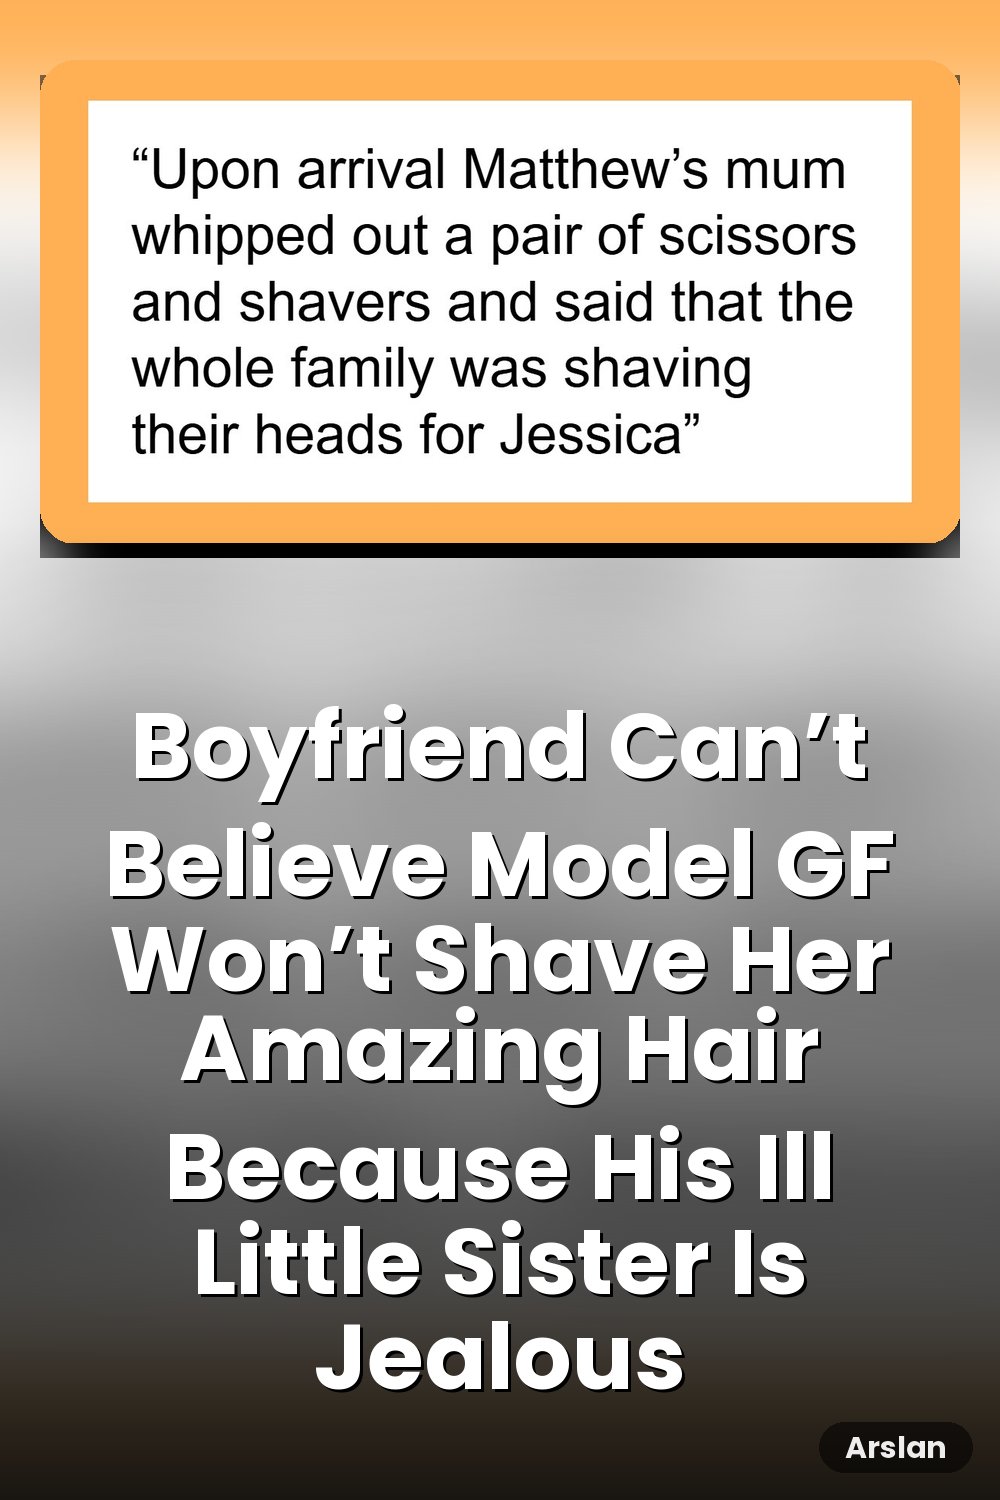 “Upon arrival Matthew’s mum
whipped out a pair of scissors
and shavers and said that the
whole family was shaving
their heads for Jessica”
Boyfriend Can’t
Believe Model GF
Won’t Shave Her
Amazing Hair
Because His Ill
Little Sister Is
Jealous
Arslan